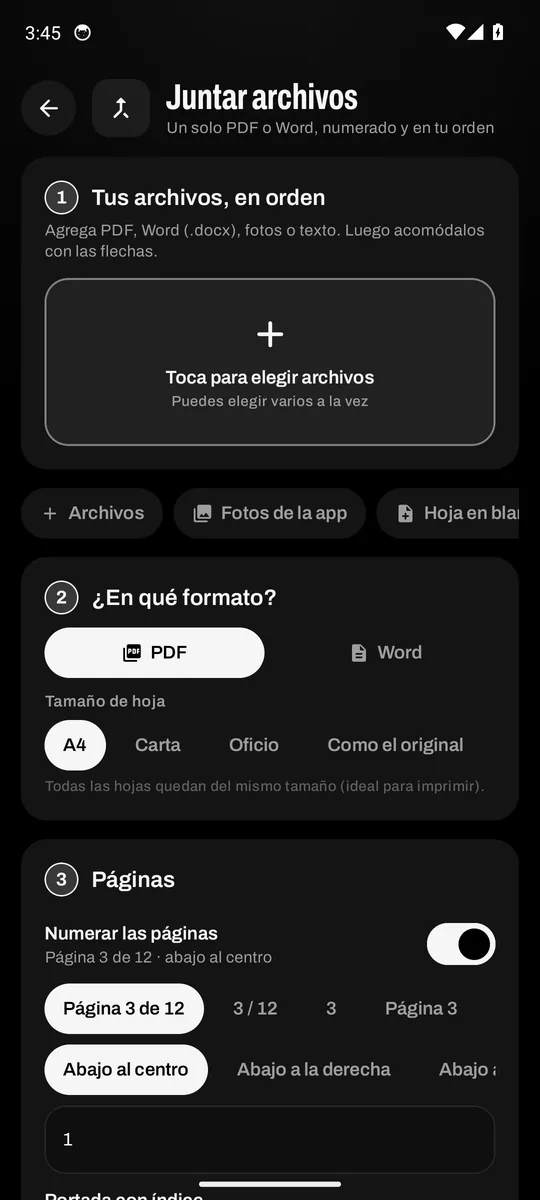 3:45
Juntar archivos
Un solo PDF o Word, numerado y en tu orden
1 Tus archivos, en orden
Agrega PDF, Word (.docx), fotos o texto. Luego acomódalos
con las flechas.
Toca para elegir archivos
Puedes elegir varios a la vez
Archivos Fotos de la app Hoja en
2 ¿En qué formato?
PDF Word
Tamaño de hoja
A4 Carta Oficio Como el original
Todas las hojas quedan del mismo tamaño (ideal para imprimir).
3 Páginas
Numerar las páginas
Página 3 de 12 · abajo al centro
Página 3 de 12 3 / 12 3 Página 3
Abajo al centro Abajo a la derecha Abajo
1
Portada con índice